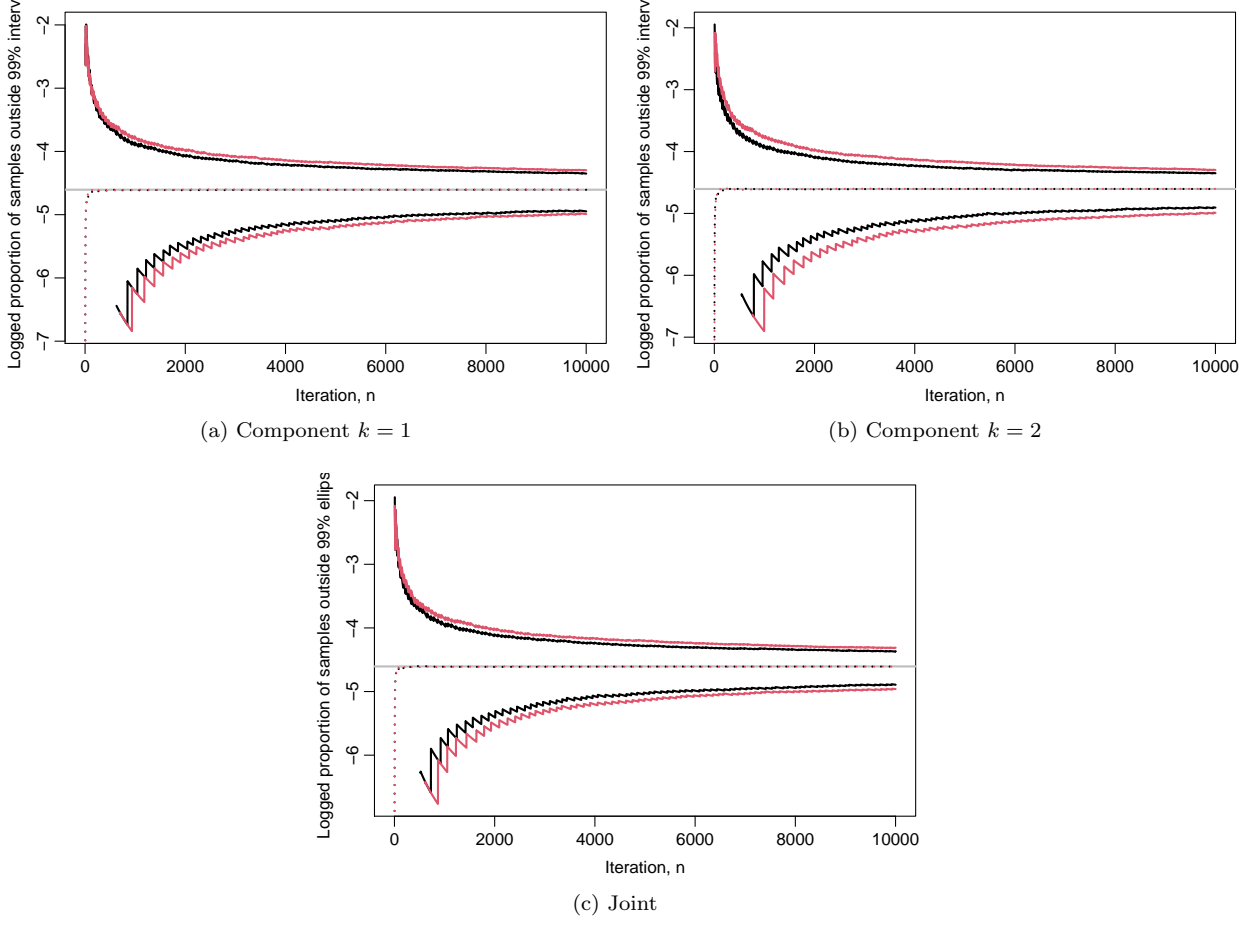 Logged proportion of samples outside 99% interv
-2
-3
-4
-5
-6
-7
0 2000 4000 6000 8000 10000
Iteration, n
(a) Component k = 1
Logged proportion of samples outside 99% interv
-2
-3
-4
-5
-6
-7
0 2000 4000 6000 8000 10000
Iteration, n
(b) Component k = 2
Logged proportion of samples outside 99% ellips
-2
-3
-4
-5
-6
0 2000 4000 6000 8000 10000
Iteration, n
(c) Joint